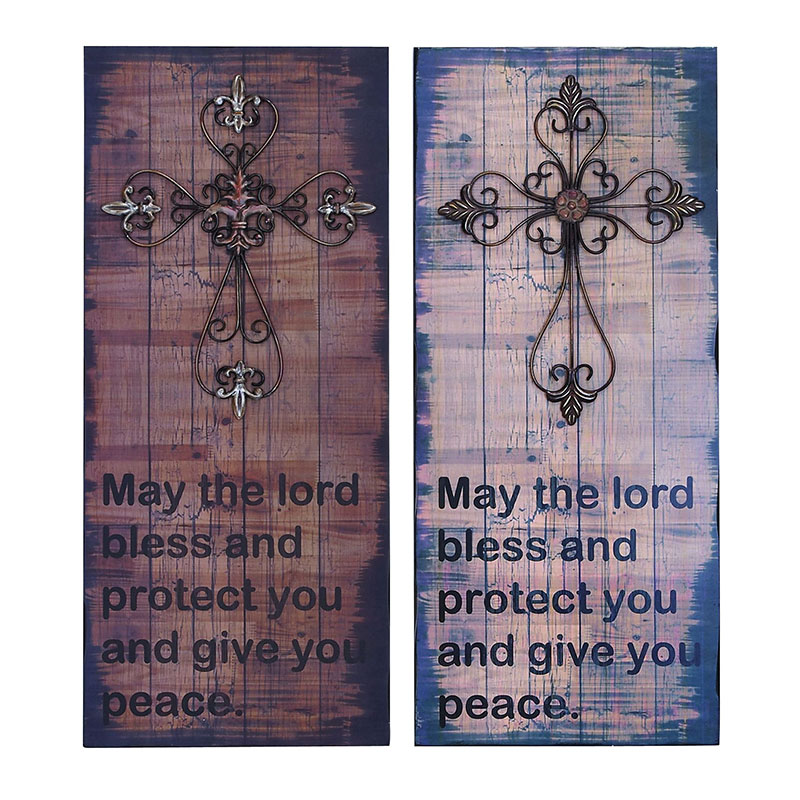 May the lord
bless and
protect you
and give you
peace.
May the lord
bless and
protect you
and give you
peace.